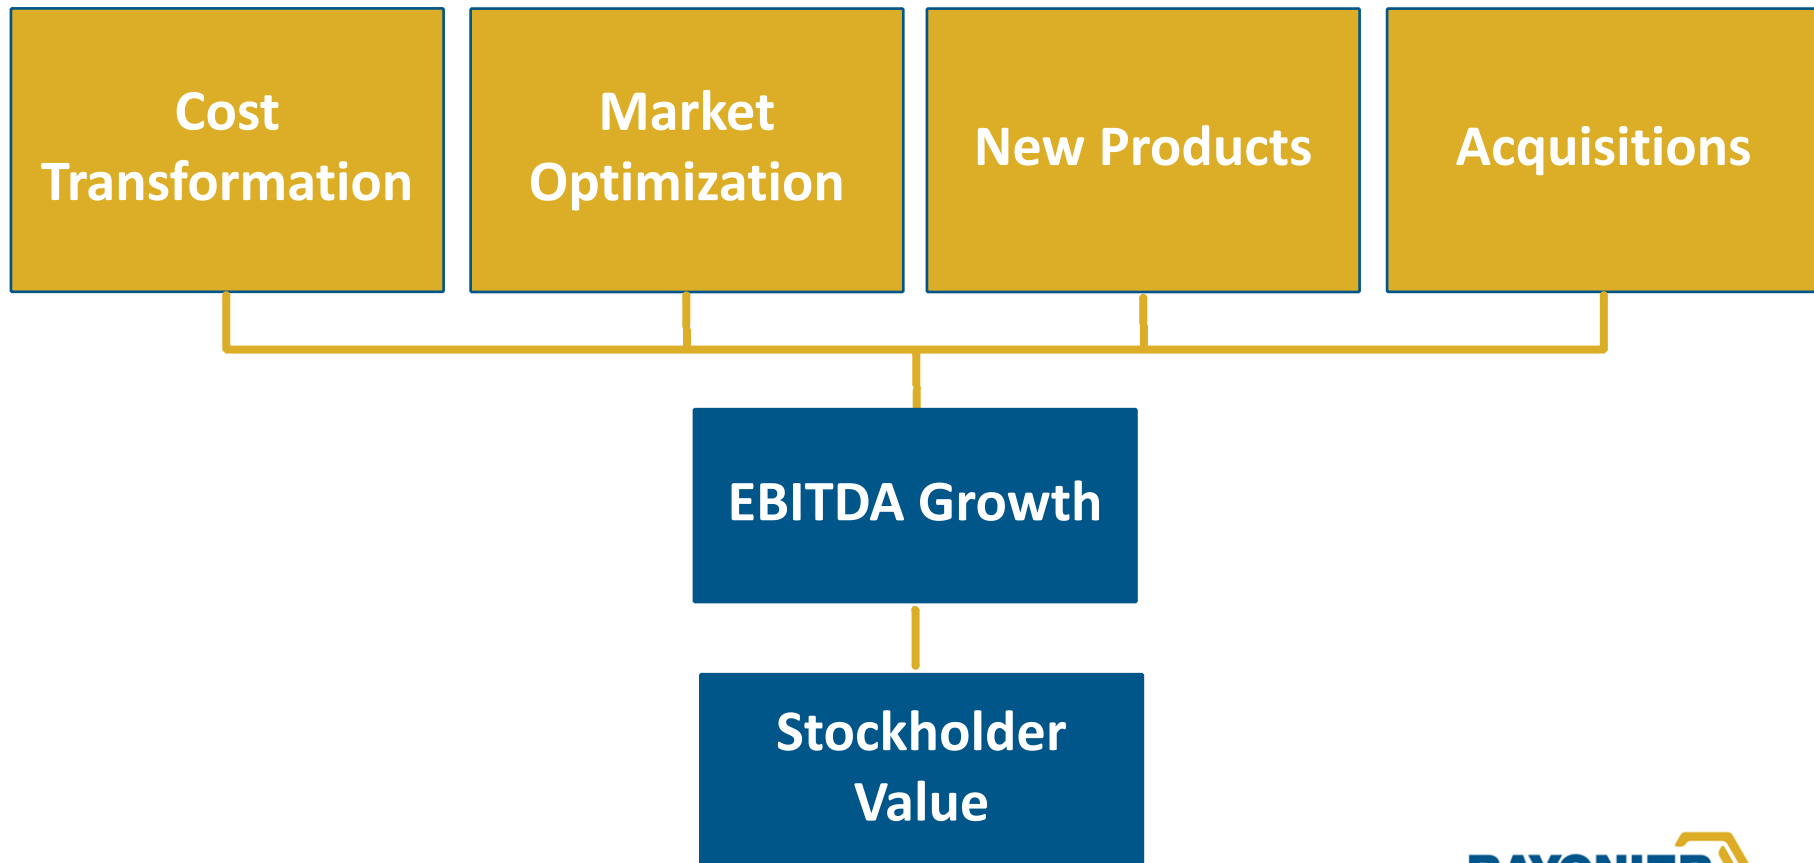 Cost
Transformation
Market
Optimization
New Products
Acquisitions
EBITDA Growth
Stockholder
Value